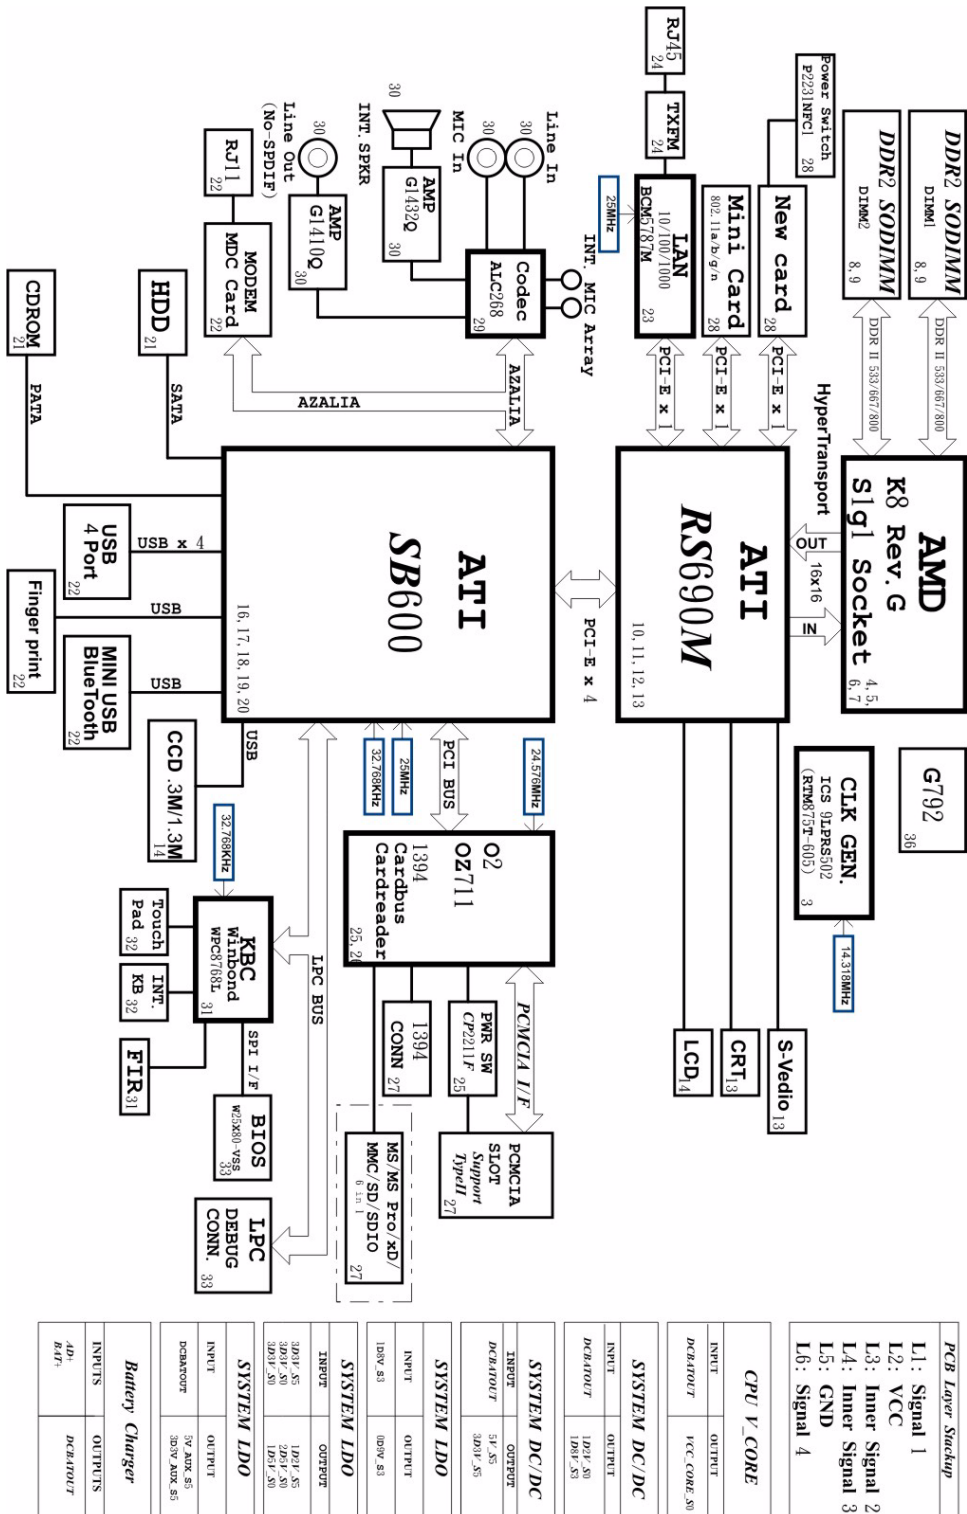 DDR2 SODIMM
DIMM1
8, 9
DDR2 SODIMM
DIMM2
8, 9
DDR II 533/667/800
DDR II 533/667/800
Power Switch
P2231NFC1
28
New card
28
Mini Card
802.11a/b/g/n
28
RJ45
24
TXFM
24
LAN
10/100/1000
BCM5787M
23
25MHz
PCI-E x 1
PCI-E x 1
PCI-E x 1
AMD
K8 Rev. G
S1g1 Socket
4, 5,
6, 7
HyperTransport
OUT
16x16
IN
G792
36
CLK GEN.
ICS 9LPRS502
(RTM875T-605)
3
14.318MHz
ATI
RS690M
10, 11, 12, 13
S-Vedio
13
CRT
13
LCD
14
PCI-E x 4
Line In
30
MIC In
30
INT. SPKR
30
Line Out
(No-SPDIF)
30
AMP
G1432Q
30
AMP
G1410Q
30
Codec
ALC268
29
INT. MIC Array
RJ11
22
MODEM
MDC Card
22
AZALIA
AZALIA
HDD
21
SATA
CDROM
21
PATA
ATI
SB600
16, 17, 18, 19, 20
USB
4 Port
22
USB x 4
Finger print
22
USB
MINI USB
BlueTooth
22
USB
CCD .3M/1.3M
14
USB
32.768KHz
25MHz
PCI BUS
24.576MHz
O2
OZ711
1394
Cardbus
Cardreader
25, 26
PCMCIA I/F
PWR SW
CP2211F
25
PCMCIA
SLOT
Support
TypeII
27
1394
CONN
27
MS/MS Pro/xD/
MMC/SD/SDIO
6 in 1
27
LPC BUS
32.768KHz
KBC
Winbond
WPC8768L
31
Touch
Pad
32
INT.
KB
32
FIR
31
SPI I/F
BIOS
W25X80-VSS
33
LPC
DEBUG
CONN.
33
PCB Layer Stackup
L1: Signal 1
L2: VCC
L3: Inner Signal 2
L4: Inner Signal 3
L5: GND
L6: Signal 4
CPU V_CORE
INPUT OUTPUT
DCBATOUT VCC_CORE_S0
SYSTEM DC/DC
INPUT OUTPUT
DCBATOUT 1D2V_S0
1D8V_S3
SYSTEM DC/DC
INPUT OUTPUT
DCBATOUT 5V_S5
3D3V_S5
SYSTEM LDO
INPUT OUTPUT
1D8V_S3 0D9V_S3
SYSTEM LDO
INPUT OUTPUT
3D3V_S5 1D2V_S5
3D3V_S0 2D5V_S0
3D3V_S0 1D5V_S0
SYSTEM LDO
INPUT OUTPUT
DCBATOUT 5V_AUX_S5
3D3V_AUX_S5
Battery Charger
INPUTS OUTPUTS
AD+ DCBATOUT
BAT+